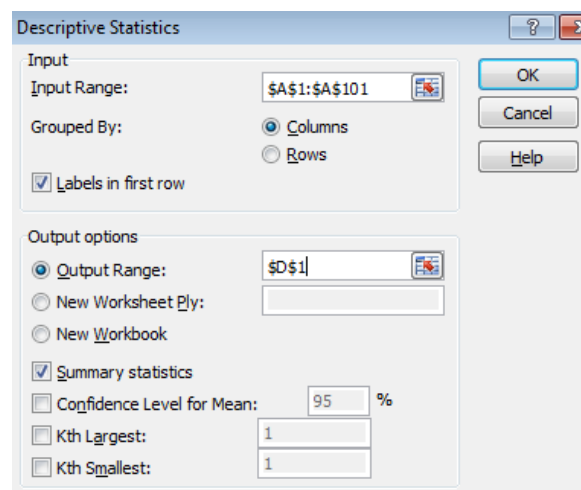 Descriptive Statistics
Input
Input Range: $A$1:$A$101
OK
Grouped By: Columns
Cancel
Rows
Help
Labels in first row
Output options
Output Range: $D$1
New Worksheet Ply:
New Workbook
Summary statistics
Confidence Level for Mean: 95 %
Kth Largest: 1
Kth Smallest: 1